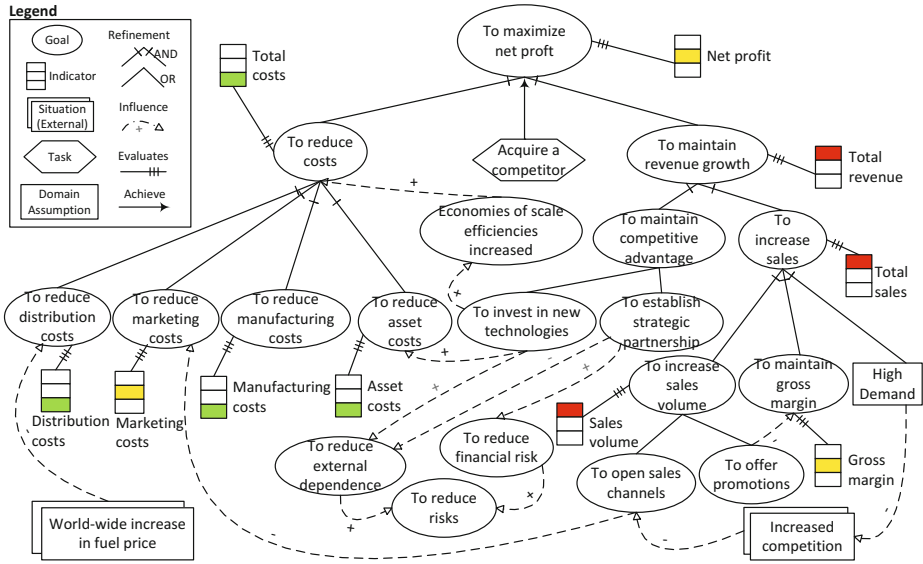 Legend
Goal
Refinement
AND
Indicator
OR
Situation
(External)
Influence
+
Task
Evaluates
Domain
Assumption
Achieve
Total
costs
To maximize
net proft
Net profit
To reduce
costs
Acquire a
competitor
To maintain
revenue growth
Total
revenue
+
Economies of scale
efficiencies
increased
To maintain
competitive
advantage
To
increase
sales
Total
sales
+
To reduce
distribution
costs
To reduce
marketing
costs
To reduce
manufacturing
costs
To reduce
asset
costs
To invest in new
technologies
To establish
strategic
partnership
+
-
+
+
Distribution
costs
Marketing
costs
Manufacturing
costs
Asset
costs
Sales
volume
To increase
sales
volume
To maintain
gross
margin
High
Demand
-
-
To reduce
external
dependence
To reduce
financial risk
To open sales
channels
To offer
promotions
Gross
margin
-
To reduce
risks
+
+
World-wide increase
in fuel price
Increased
competition
-
-